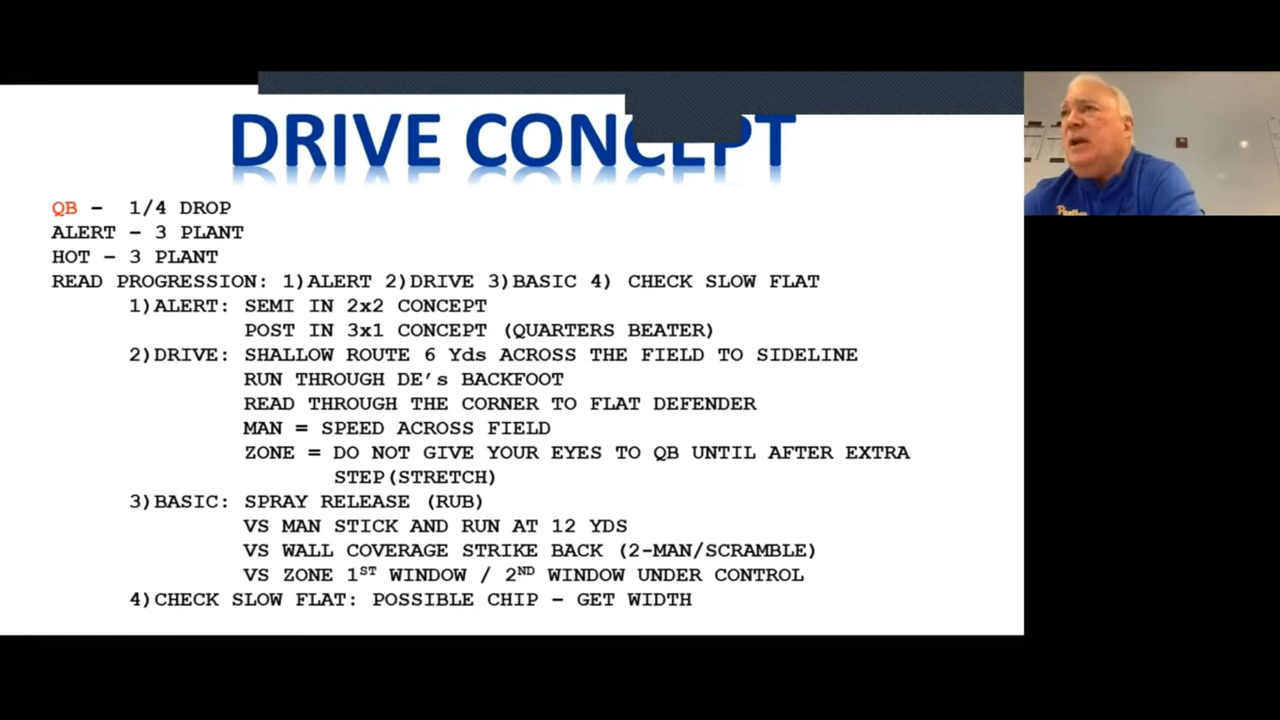 DRIVE CONCEPT
QB – 1/4 DROP
ALERT – 3 PLANT
HOT – 3 PLANT
READ PROGRESSION: 1)ALERT 2)DRIVE 3)BASIC 4) CHECK SLOW FLAT
1)ALERT: SEMI IN 2x2 CONCEPT
POST IN 3x1 CONCEPT (QUARTERS BEATER)
2)DRIVE: SHALLOW ROUTE 6 Yds ACROSS THE FIELD TO SIDELINE
RUN THROUGH DE’s BACKFOOT
READ THROUGH THE CORNER TO FLAT DEFENDER
MAN = SPEED ACROSS FIELD
ZONE = DO NOT GIVE YOUR EYES TO QB UNTIL AFTER EXTRA
STEP(STRETCH)
3)BASIC: SPRAY RELEASE (RUB)
VS MAN STICK AND RUN AT 12 YDS
VS WALL COVERAGE STRIKE BACK (2-MAN/SCRAMBLE)
VS ZONE 1ST WINDOW / 2ND WINDOW UNDER CONTROL
4)CHECK SLOW FLAT: POSSIBLE CHIP – GET WIDTH
Panthers